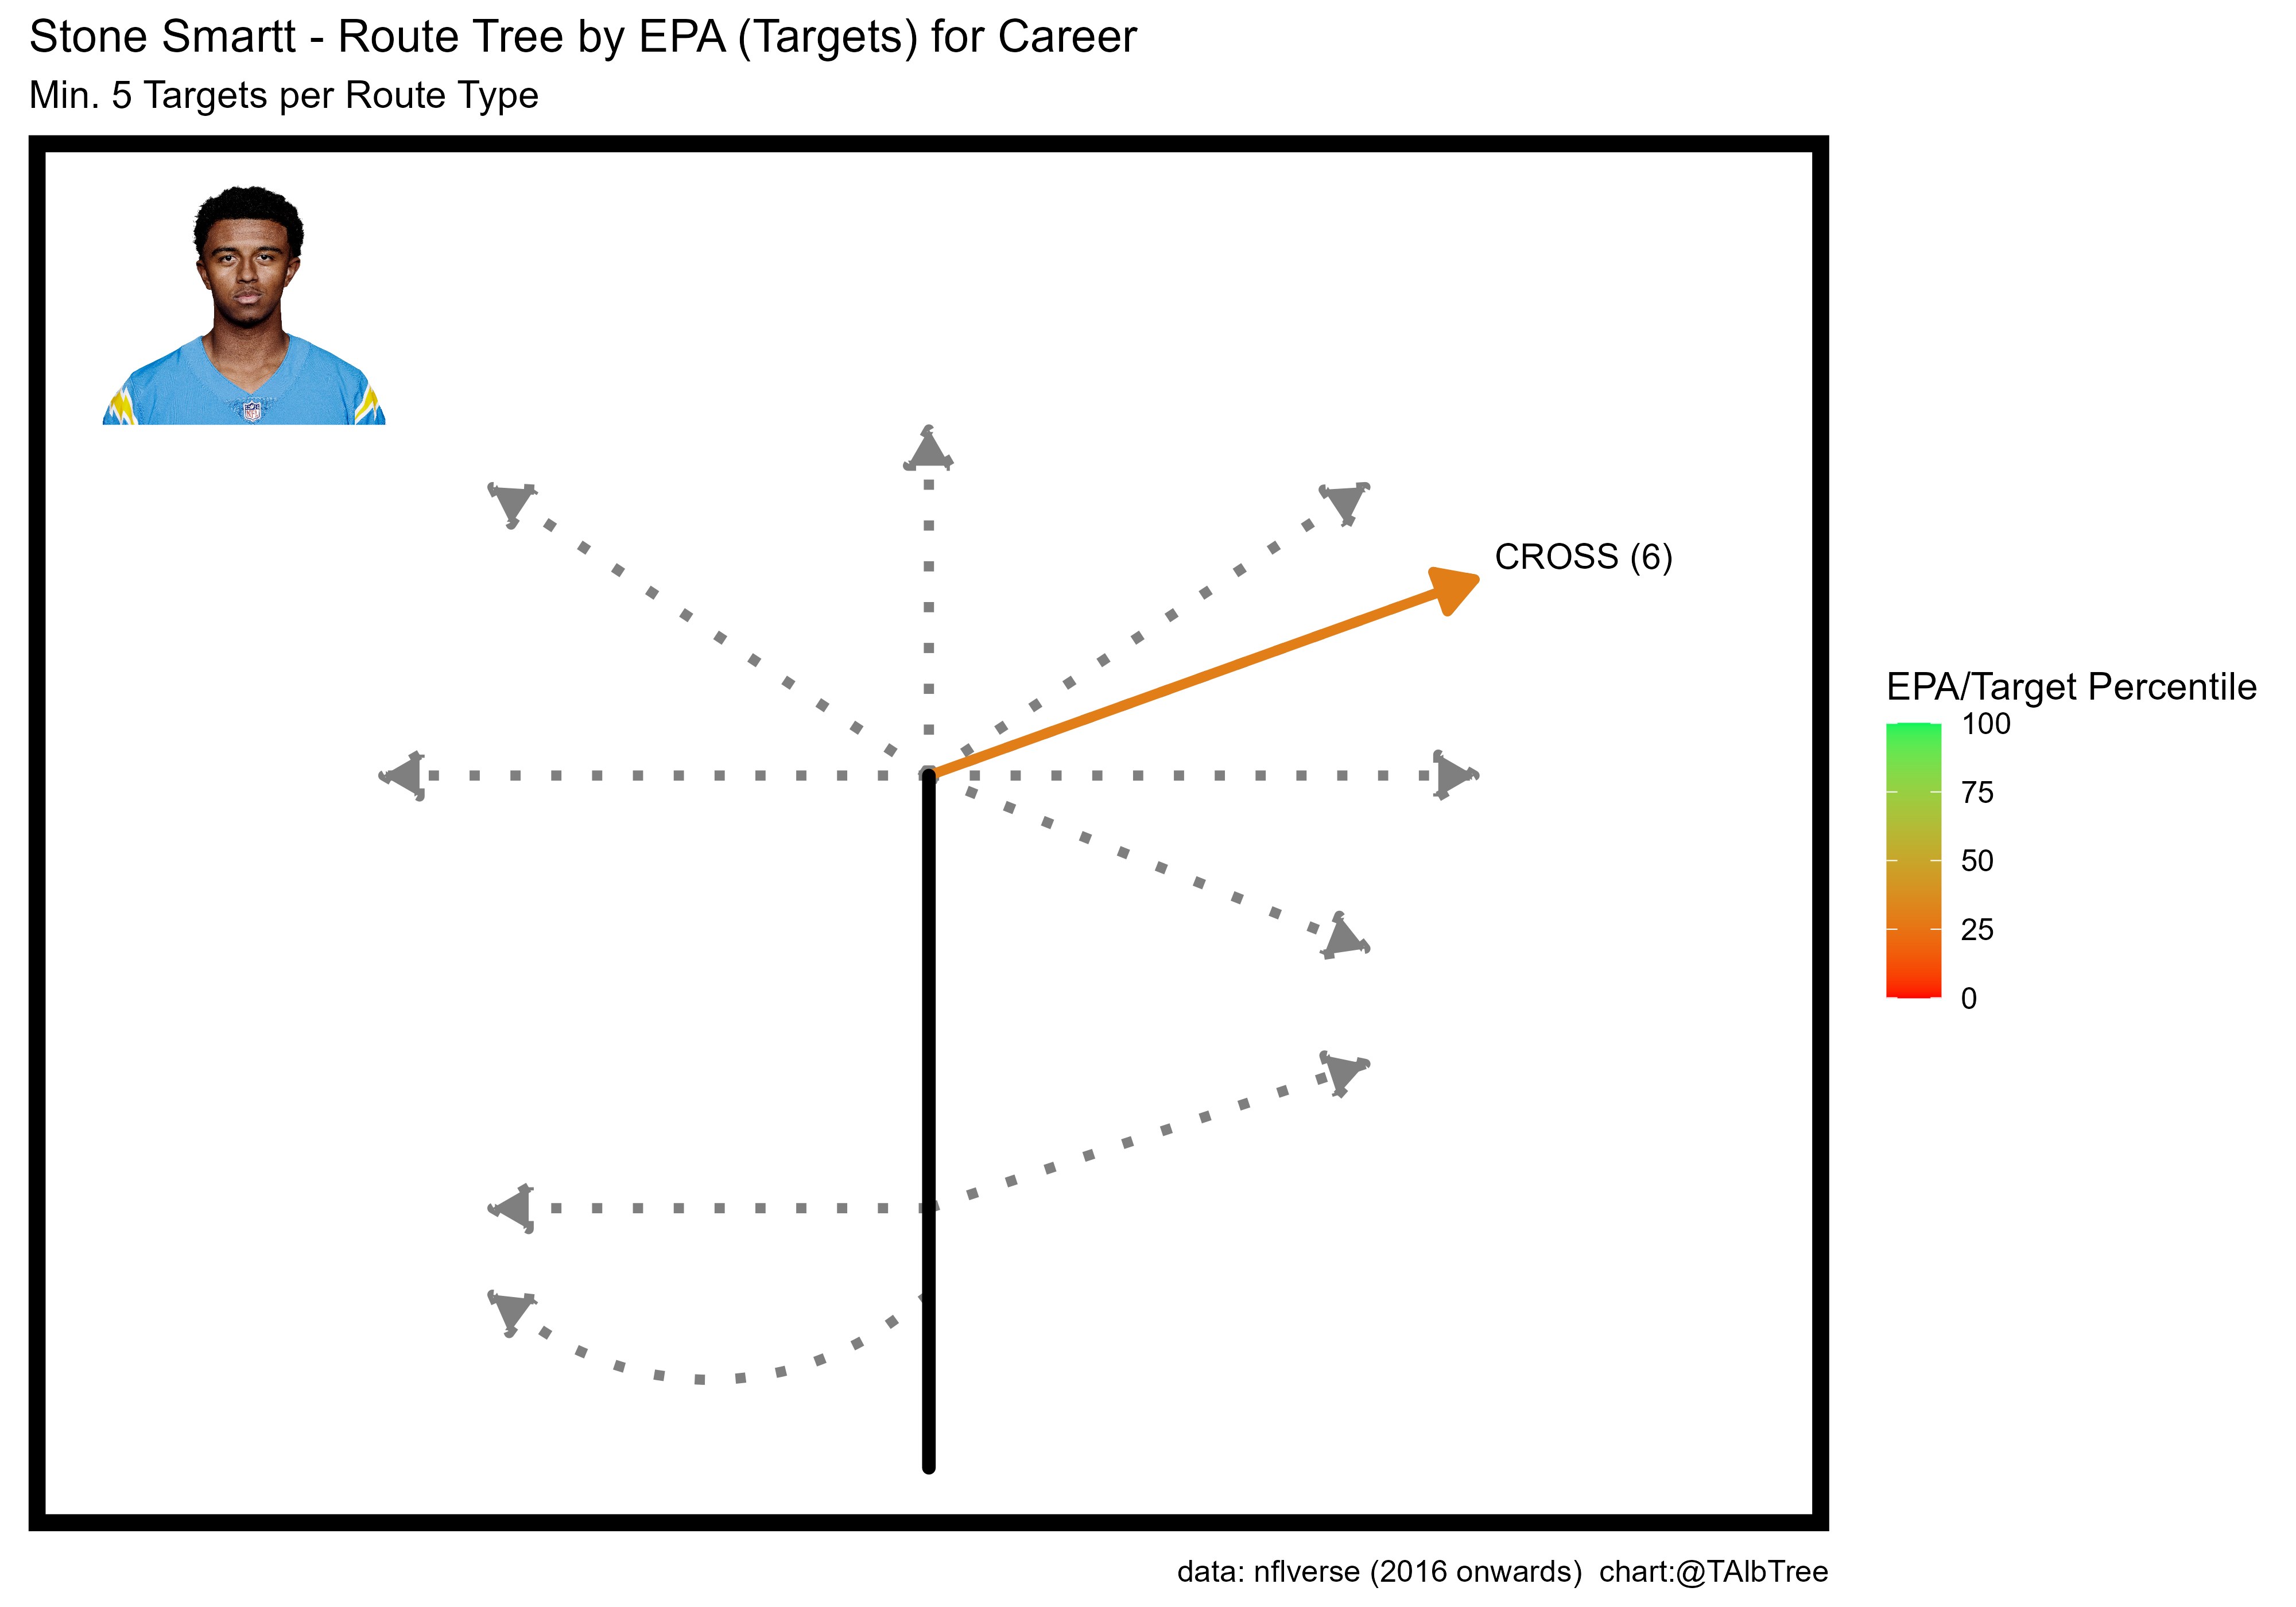 Stone Smartt - Route Tree by EPA (Targets) for Career
Min. 5 Targets per Route Type
CROSS (6)
EPA/Target Percentile
100
75
50
25
0
data: nflverse (2016 onwards)  chart:@TAlbTree